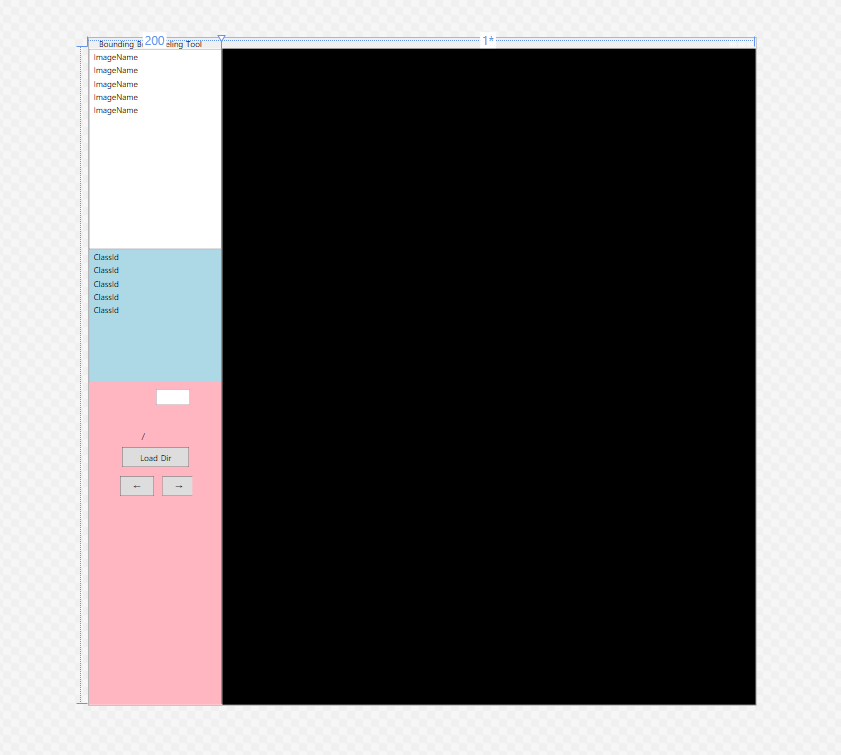 200
1*
Bounding B eling Tool
ImageName
ImageName
ImageName
ImageName
ImageName
ClassId
ClassId
ClassId
ClassId
ClassId
/
Load Dir
← →